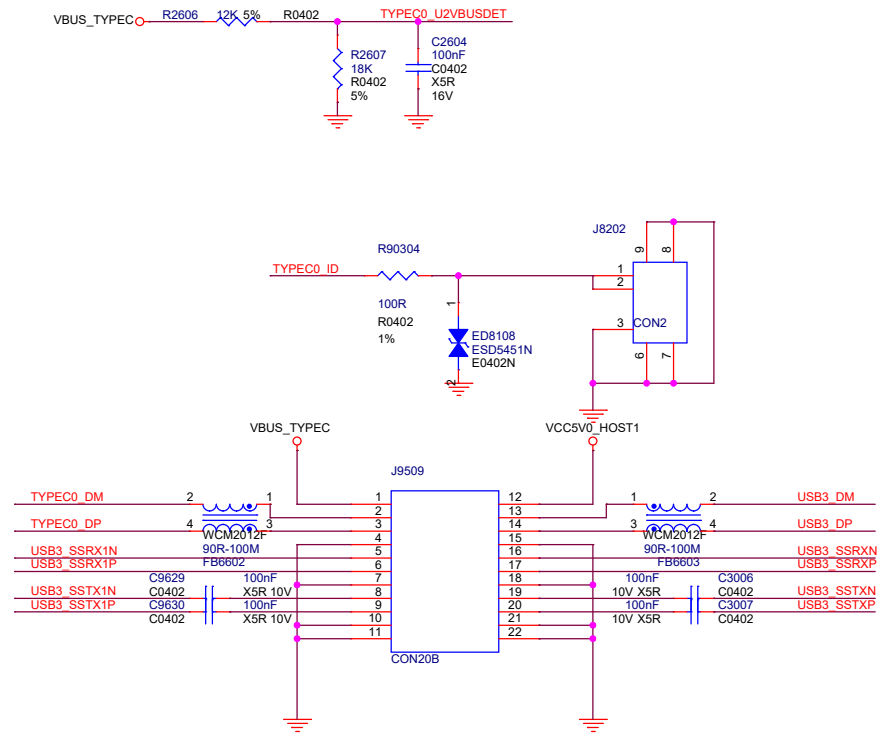 VBUS_TYPEC R2606 12K 5% R0402 TYPEC0_U2VBUSDET
R2607
18K
R0402
5%
C2604
100nF
C0402
X5R
16V
J8202
9 8
1
2
3
CON2
6 7
TYPEC0_ID
R90304
100R
R0402
1%
1
ED8108
ESD5451N
E0402N
2
VBUS_TYPEC
VCC5V0_HOST1
J9509
TYPEC0_DM 2 1
TYPEC0_DP 4 3
WCM2012F
90R-100M
FB6602
USB3_SSRX1N
USB3_SSRX1P
C9629 100nF
USB3_SSTX1N C0402 X5R 10V
USB3_SSTX1P C9630 100nF
C0402 X5R 10V
1 12
2 13
3 14
4 15
5 16
6 17
7 18
8 19
9 20
10 21
11 22
CON20B
1 2 USB3_DM
3 4 USB3_DP
WCM2012F
90R-100M
FB6603
USB3_SSRXN
USB3_SSRXP
100nF C3006
10V X5R C0402 USB3_SSTXN
100nF C3007 USB3_SSTXP
10V X5R C0402